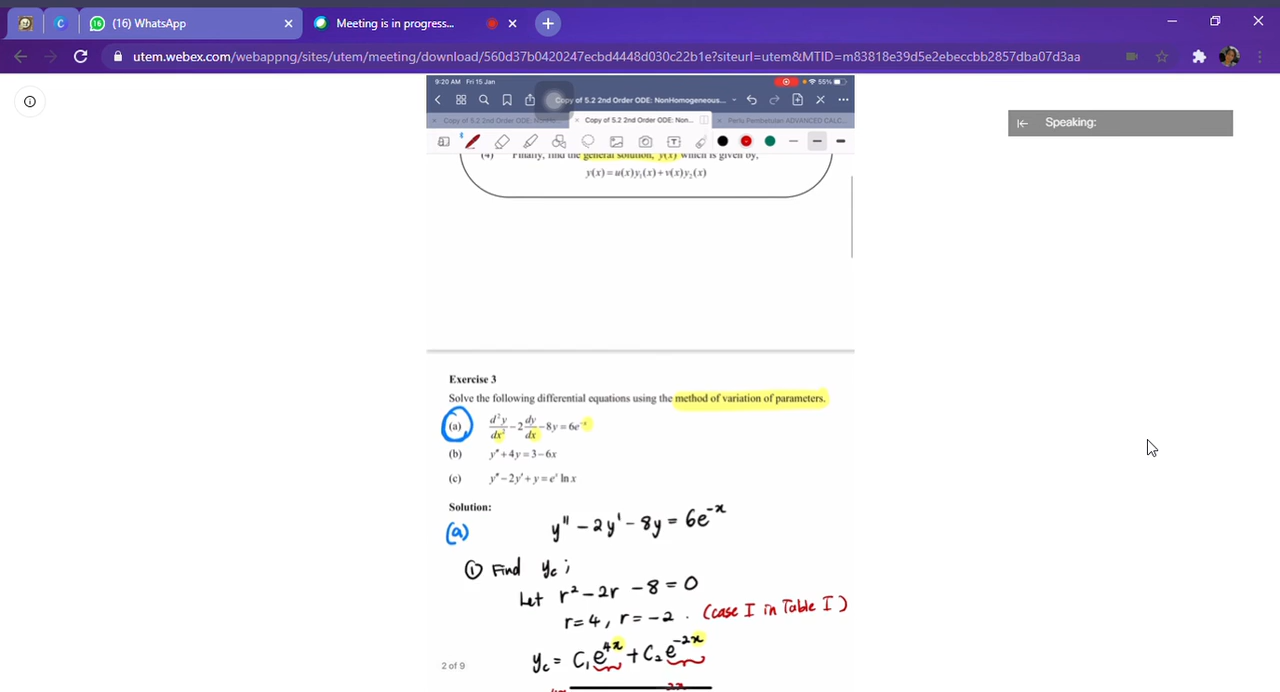 (16) WhatsApp
Meeting is in progress...
utem.webex.com/webappng/sites/utem/meeting/download/560d37b0420247ecbd4448d030c22b1e?siteurl=utem&MTID=m83818e39d5e2ebeccbb2857dba07d3aa
9:20 AM Fri 15 Jan
55%
Copy of 5.2 2nd Order ODE: NonHomogeneous...
Copy of 5.2 2nd Order ODE: Non...
Perlu Pembetulan ADVANCED CALC...
Speaking:
(4) Finally, find the general solution, y(x) which is given by,
y(x) = u(x)y₁(x) + v(x)y₂(x)
Exercise 3
Solve the following differential equations using the method of variation of parameters.
(a) d²y/dx² − 2 dy/dx − 8y = 6e⁻ˣ
(b) y″ + 4y = 3 − 6x
(c) y″ − 2y′ + y = eˣ ln x
Solution:
(a) y" − 2y' − 8y = 6e⁻ˣ
① Find yc ;
Let r² − 2r − 8 = 0
r = 4 , r = −2 . (case I in Table I)
yc = C₁e⁴ˣ + C₂e⁻²ˣ
2 of 9